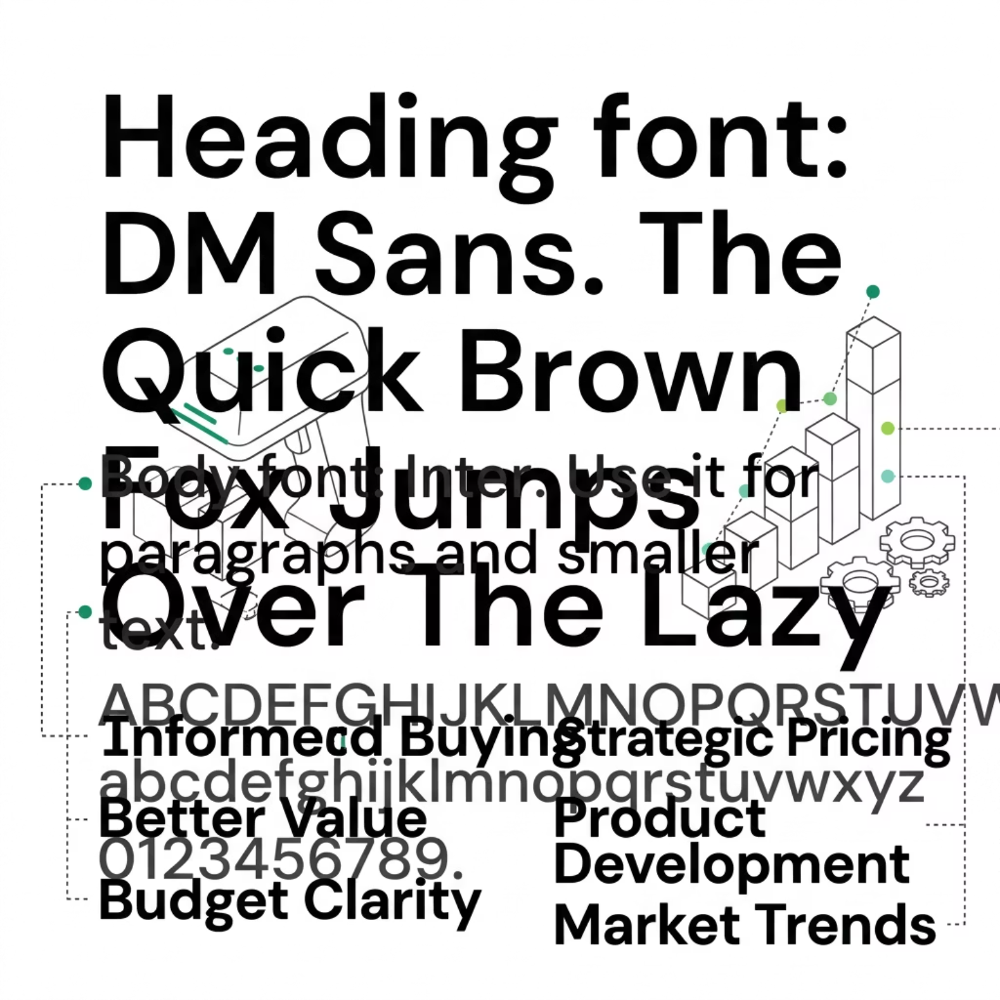 Heading font:
DM Sans. The
Quick Brown
Fox Jumps
Body font: Inter. Use it for
paragraphs and smaller
Over The Lazy
text.
ABCDEFGHIJKLMNOPQRSTUVW
Informed Buying
Strategic Pricing
abcdefghijklmnopqrstuvwxyz
Better Value
Product
Development
0123456789.
Budget Clarity
Market Trends